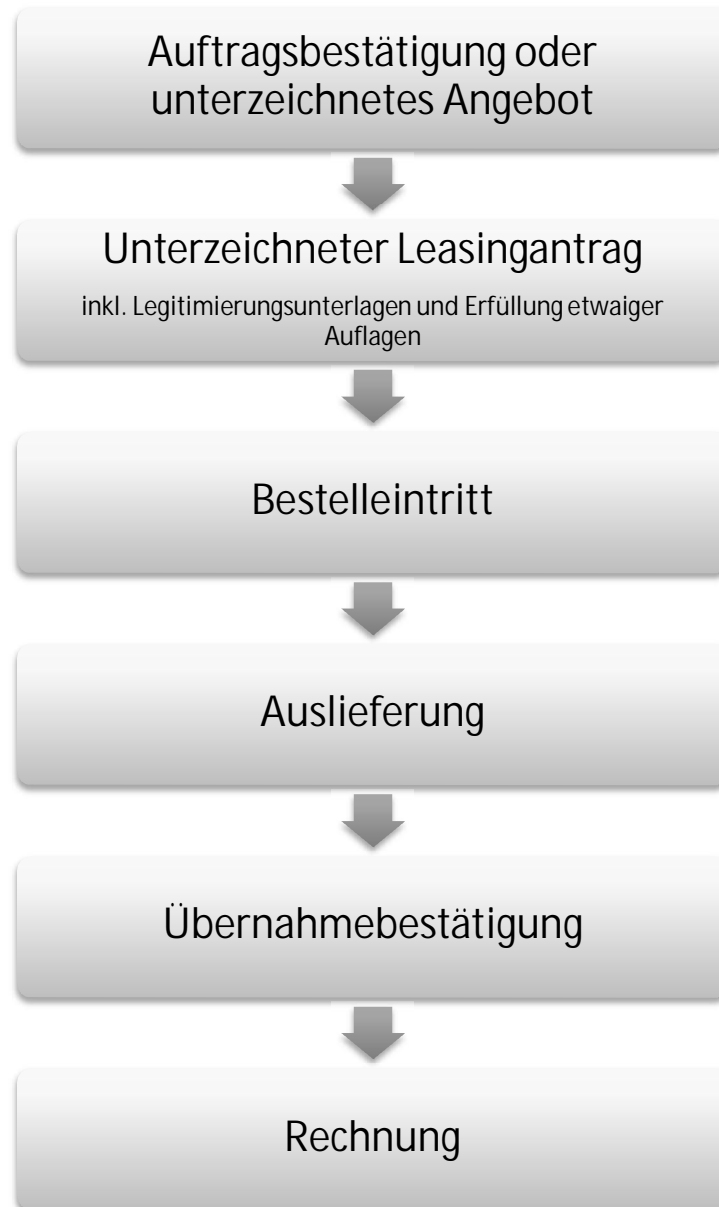 Auftragsbestätigung oder
unterzeichnetes Angebot
Unterzeichneter Leasingantrag
inkl. Legitimierungsunterlagen und Erfüllung etwaiger
Auflagen
Bestelleintritt
Auslieferung
Übernahmebestätigung
Rechnung